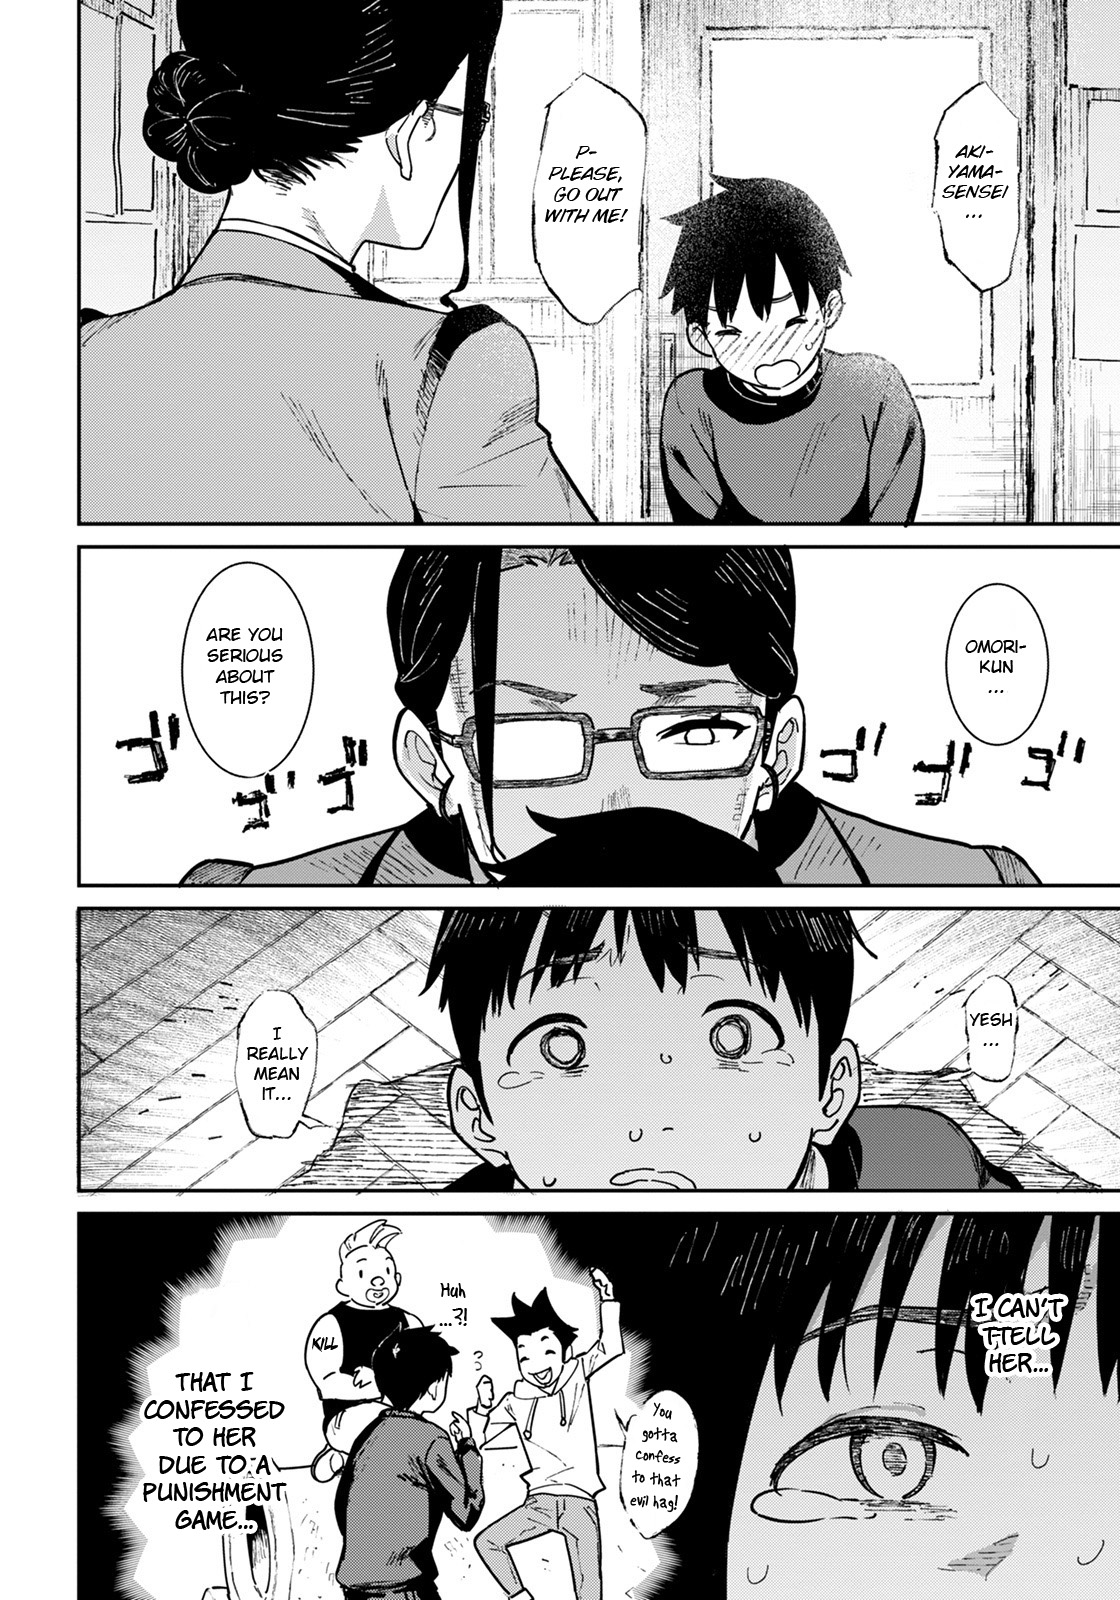 AKI-
YAMA-
SENSEI
...
P-
PLEASE,
GO OUT
WITH ME!
OMORI-
KUN
...
ARE YOU
SERIOUS
ABOUT
THIS?
ゴ
ゴ
ゴ
ゴ
ゴ
ゴ
YESH
...
I
REALLY
MEAN
IT...
I CAN'T
TTELL
HER...
Huh
...?!
KILL
You
gotta
confess
to that
evil hag!
THAT I
CONFESSED
TO HER
DUE TO A
PUNISHMENT
GAME...